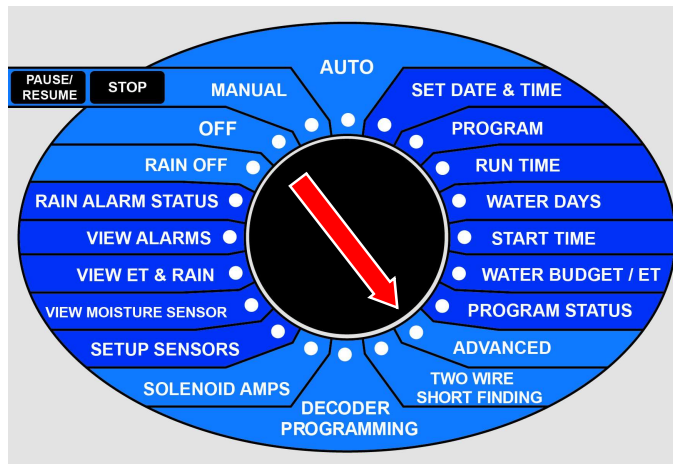 AUTO
PAUSE/
RESUME
STOP
MANUAL
OFF
RAIN OFF
RAIN ALARM STATUS
VIEW ALARMS
VIEW ET & RAIN
VIEW MOISTURE SENSOR
SETUP SENSORS
SOLENOID AMPS
DECODER
PROGRAMMING
SET DATE & TIME
PROGRAM
RUN TIME
WATER DAYS
START TIME
WATER BUDGET / ET
PROGRAM STATUS
ADVANCED
TWO WIRE
SHORT FINDING